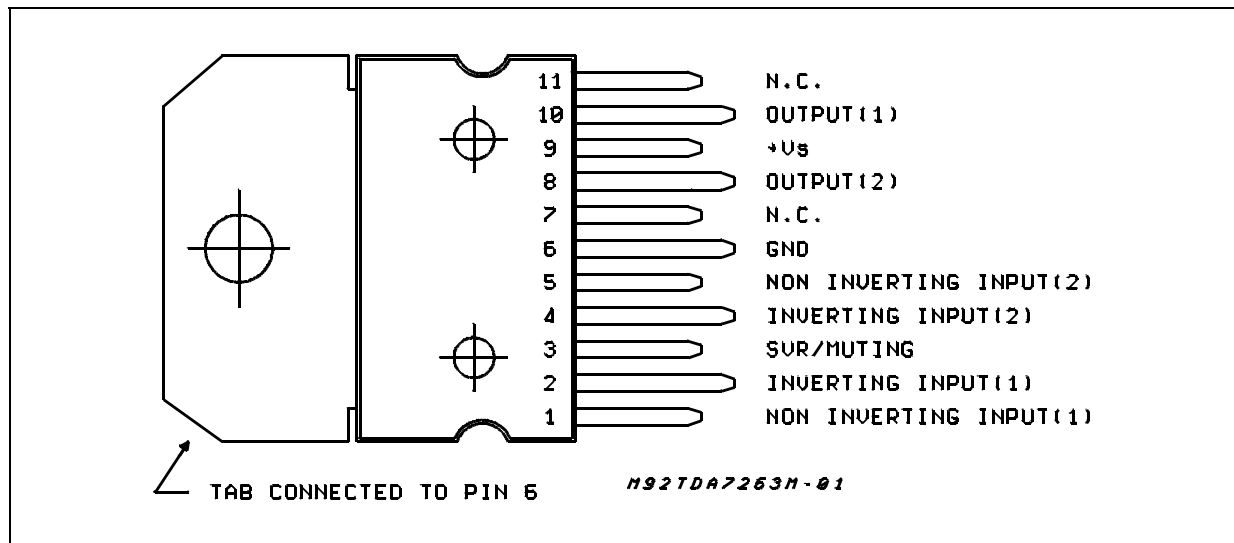 11 N.C.
10 OUTPUT(1)
9 +Vs
8 OUTPUT(2)
7 N.C.
6 GND
5 NON INVERTING INPUT(2)
4 INVERTING INPUT(2)
3 SVR/MUTING
2 INVERTING INPUT(1)
1 NON INVERTING INPUT(1)
TAB CONNECTED TO PIN 6
M92TDA7263M-01